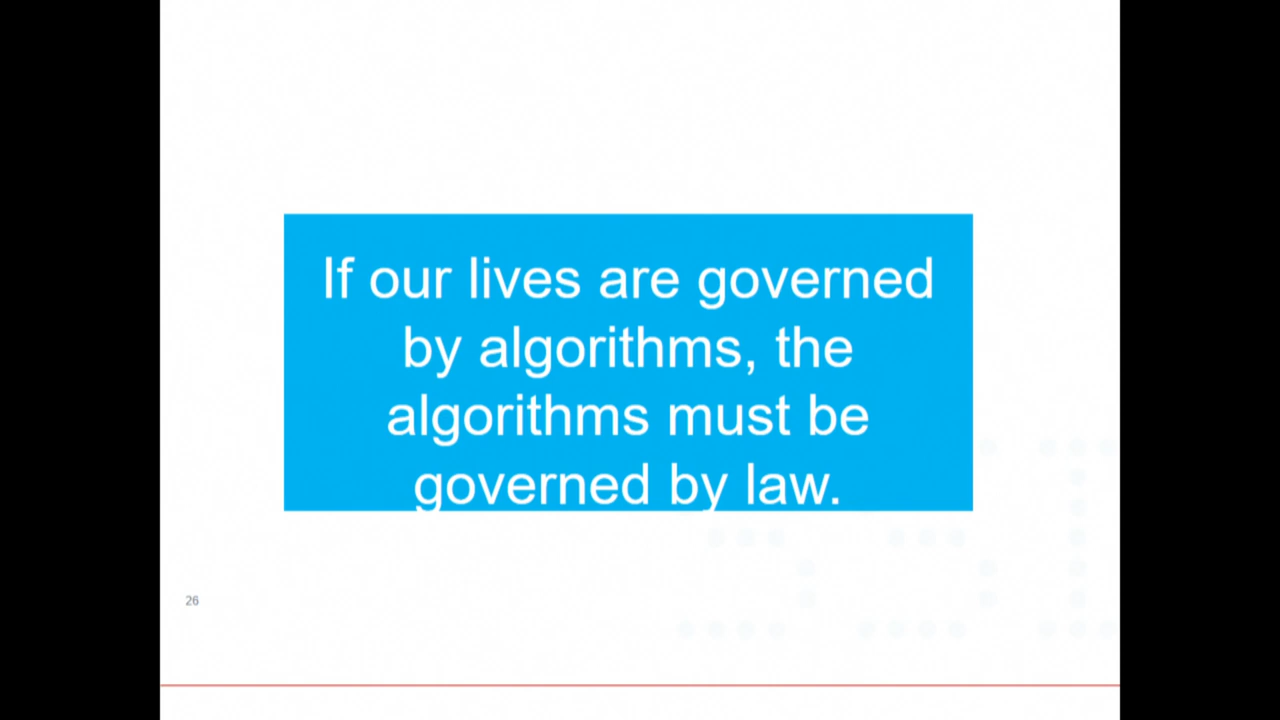 If our lives are governed
by algorithms, the
algorithms must be
governed by law.
26